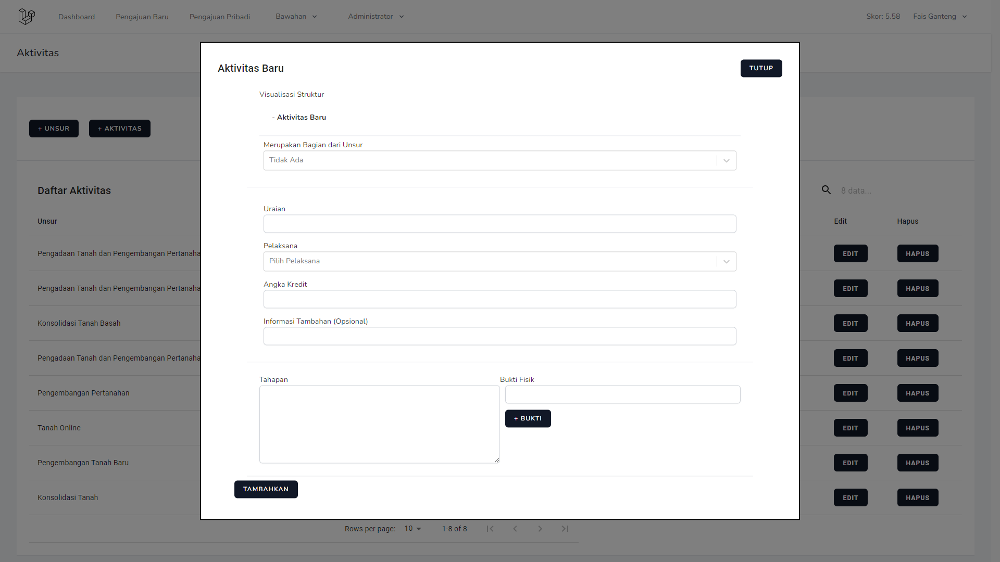 Dashboard Pengajuan Baru Pengajuan Pribadi Bawahan Administrator Skor: 5.58 Fais Ganteng
Aktivitas
Aktivitas Baru TUTUP
Visualisasi Struktur
- Aktivitas Baru
+ UNSUR + AKTIVITAS
Merupakan Bagian dari Unsur
Tidak Ada
Daftar Aktivitas 8 data...
Uraian
Unsur Edit Hapus
Pelaksana
Pengadaan Tanah dan Pengembangan Pertanaha EDIT HAPUS
Pilih Pelaksana
Angka Kredit
Pengadaan Tanah dan Pengembangan Pertanaha EDIT HAPUS
Informasi Tambahan (Opsional)
Konsolidasi Tanah Basah EDIT HAPUS
Pengadaan Tanah dan Pengembangan Pertanaha EDIT HAPUS
Tahapan Bukti Fisik
Pengembangan Pertanahan EDIT HAPUS
+ BUKTI
Tanah Online EDIT HAPUS
Pengembangan Tanah Baru EDIT HAPUS
TAMBAHKAN
Konsolidasi Tanah EDIT HAPUS
Rows per page: 10 1-8 of 8